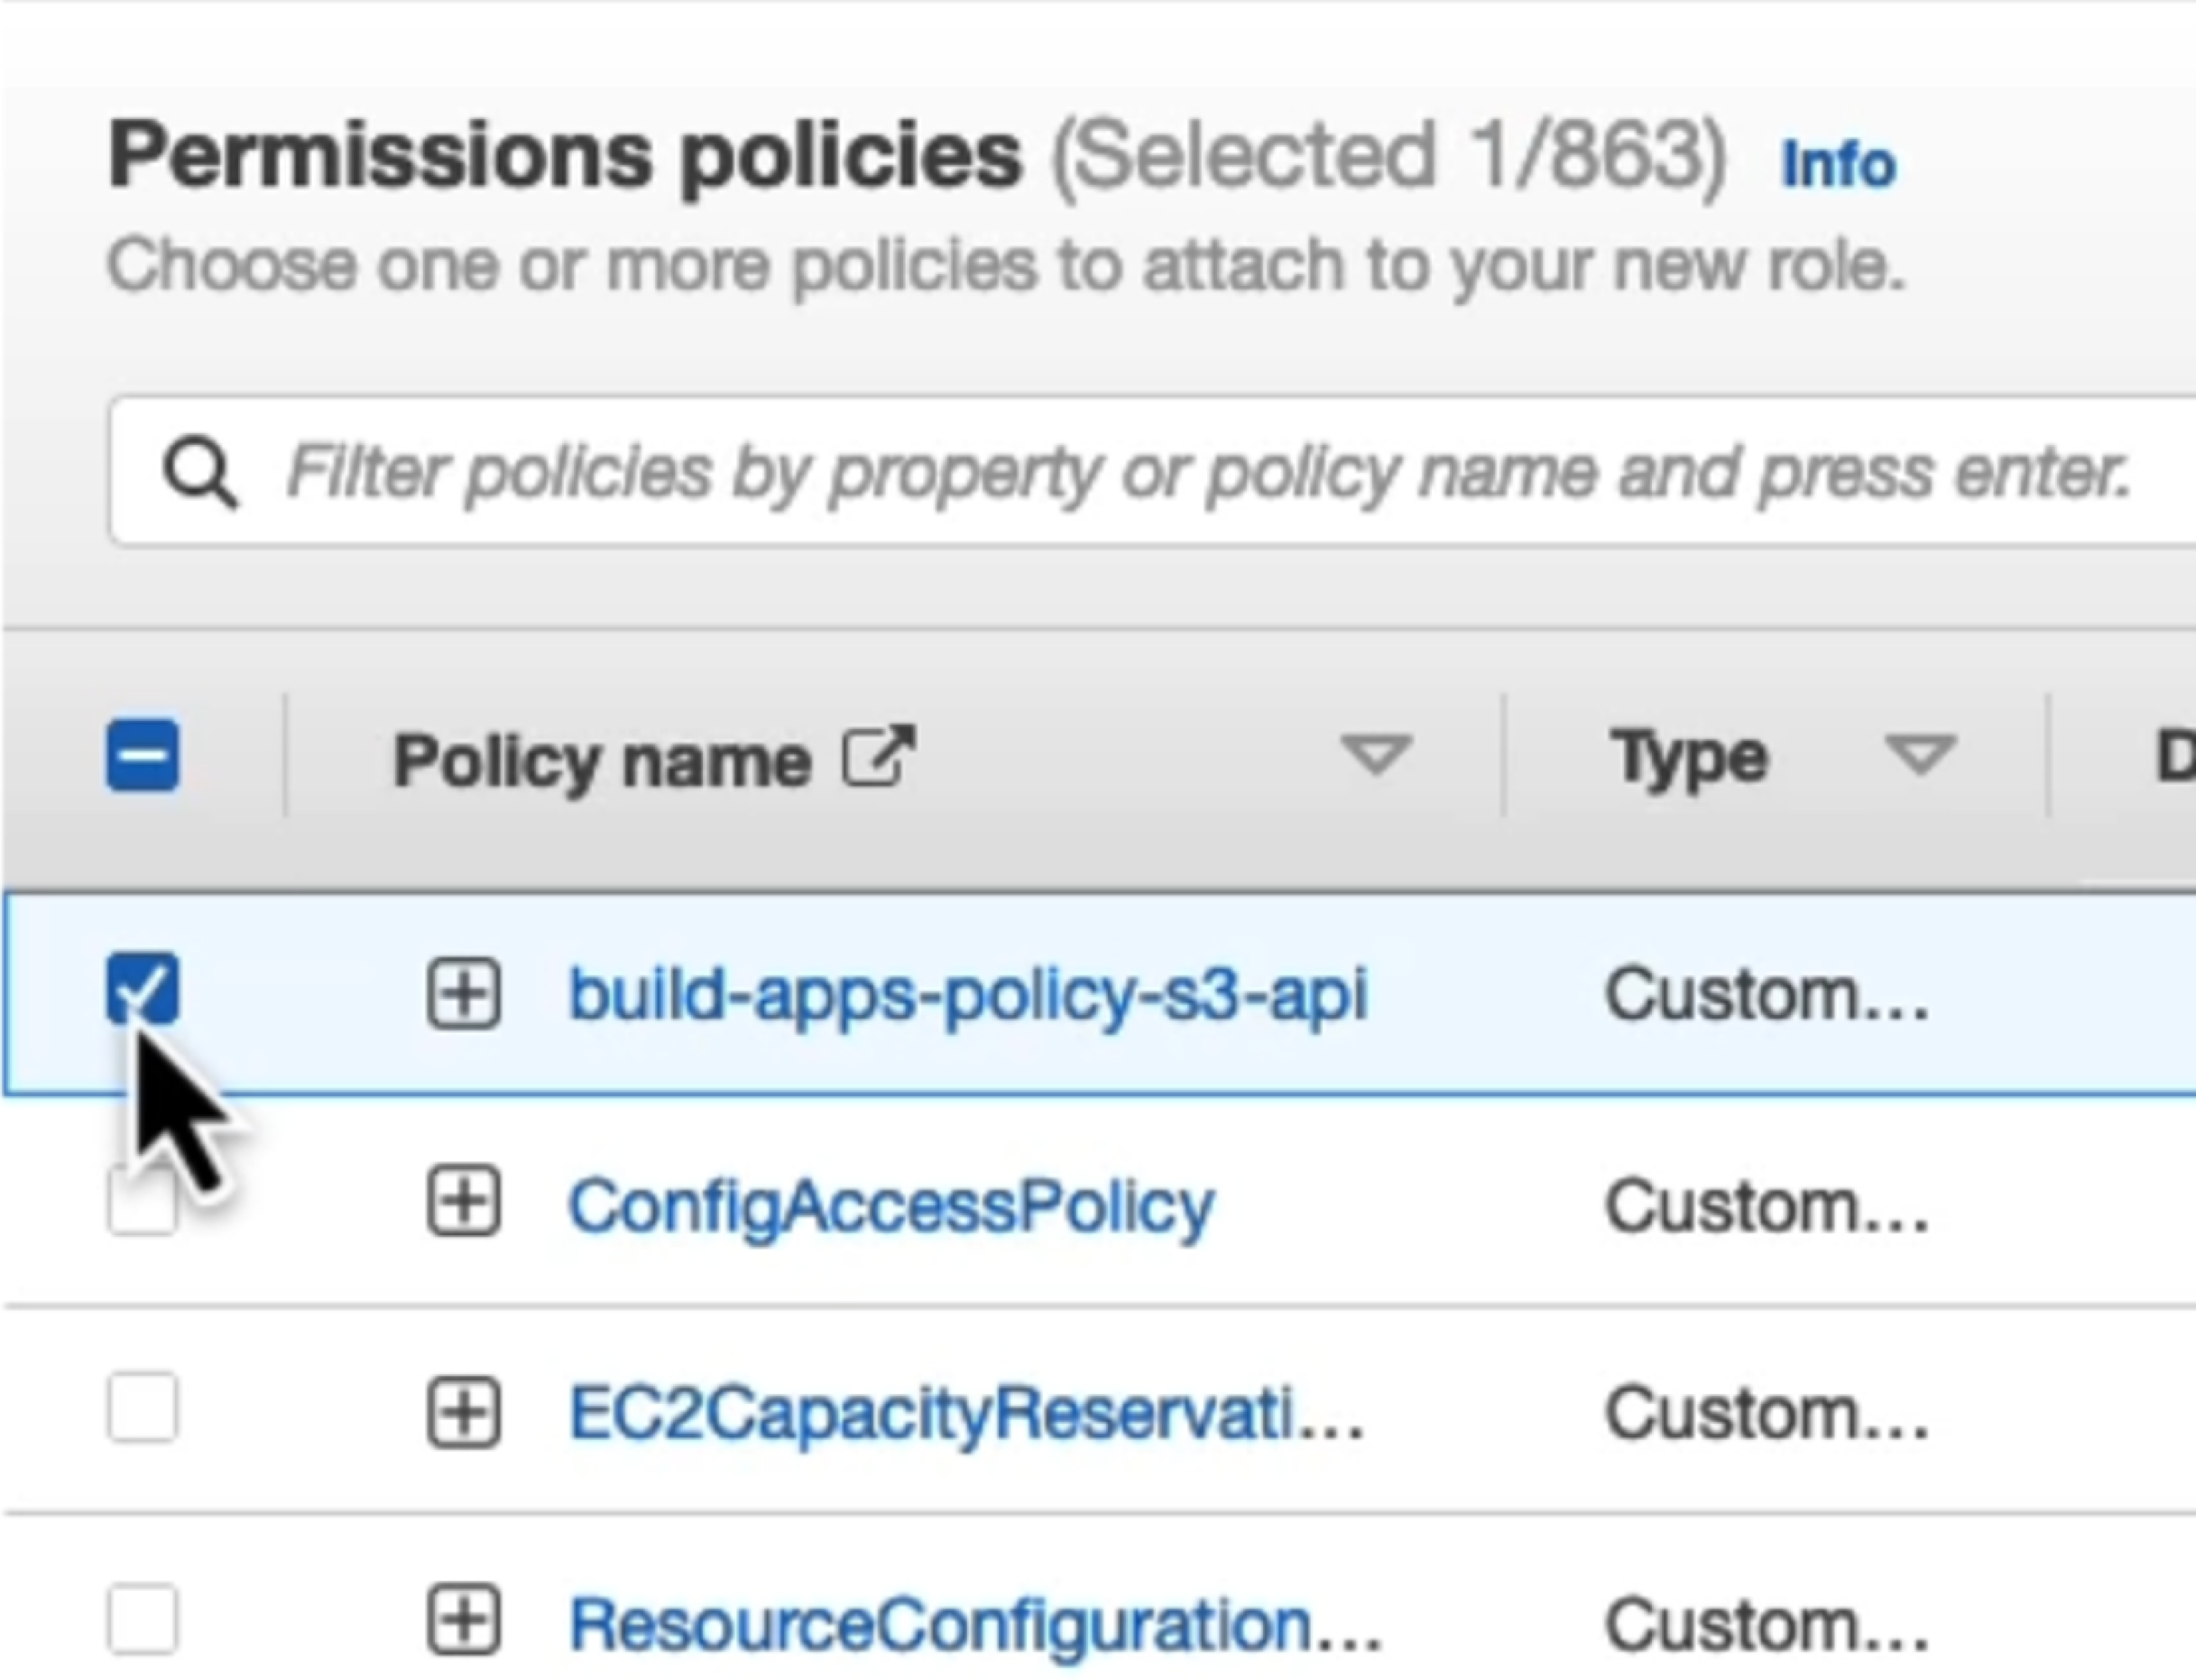 Permissions policies (Selected 1/863) Info
Choose one or more policies to attach to your new role.
Filter policies by property or policy name and press enter.
Policy name Type D
build-apps-policy-s3-api Custom...
ConfigAccessPolicy Custom...
EC2CapacityReservati... Custom...
ResourceConfiguration... Custom...